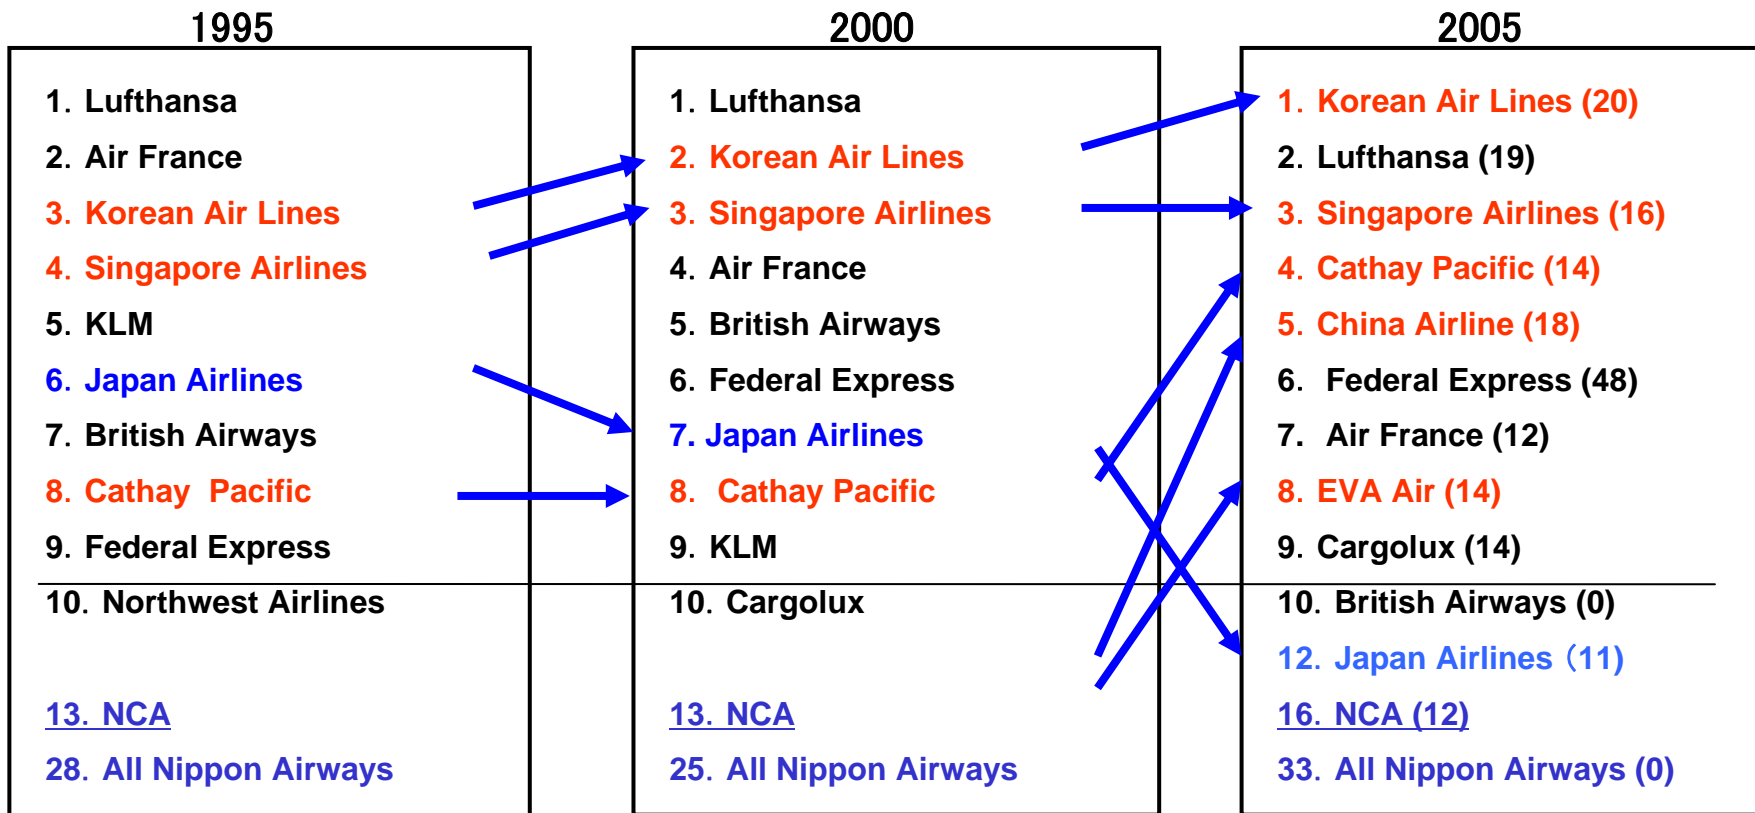 1995
1. Lufthansa
2. Air France
3. Korean Air Lines
4. Singapore Airlines
5. KLM
6. Japan Airlines
7. British Airways
8. Cathay Pacific
9. Federal Express
10. Northwest Airlines
13. NCA
28. All Nippon Airways
2000
1. Lufthansa
2. Korean Air Lines
3. Singapore Airlines
4. Air France
5. British Airways
6. Federal Express
7. Japan Airlines
8. Cathay Pacific
9. KLM
10. Cargolux
13. NCA
25. All Nippon Airways
2005
1. Korean Air Lines (20)
2. Lufthansa (19)
3. Singapore Airlines (16)
4. Cathay Pacific (14)
5. China Airline (18)
6. Federal Express (48)
7. Air France (12)
8. EVA Air (14)
9. Cargolux (14)
10. British Airways (0)
12. Japan Airlines（11)
16. NCA (12)
33. All Nippon Airways (0)